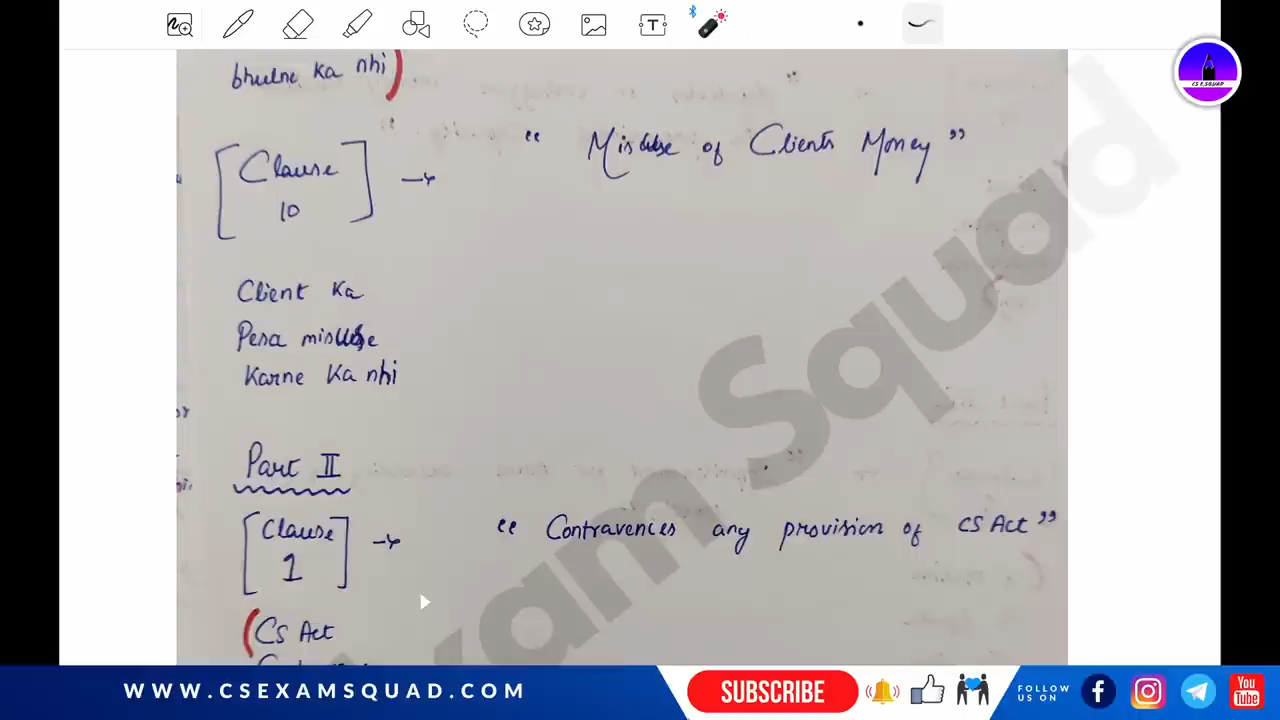 bhulne ka nhi)
[Clause 10] → “ Misuse of Clients Money ”
Client Ka
Pesa misuse
Karne Ka nhi
Part II
[Clause 1] → “ Contravences any provision of CS Act ”
(CS Act
Exam Squad
CS E SQUAD
WWW.CSEXAMSQUAD.COM
SUBSCRIBE
FOLLOW
US ON
You
Tube